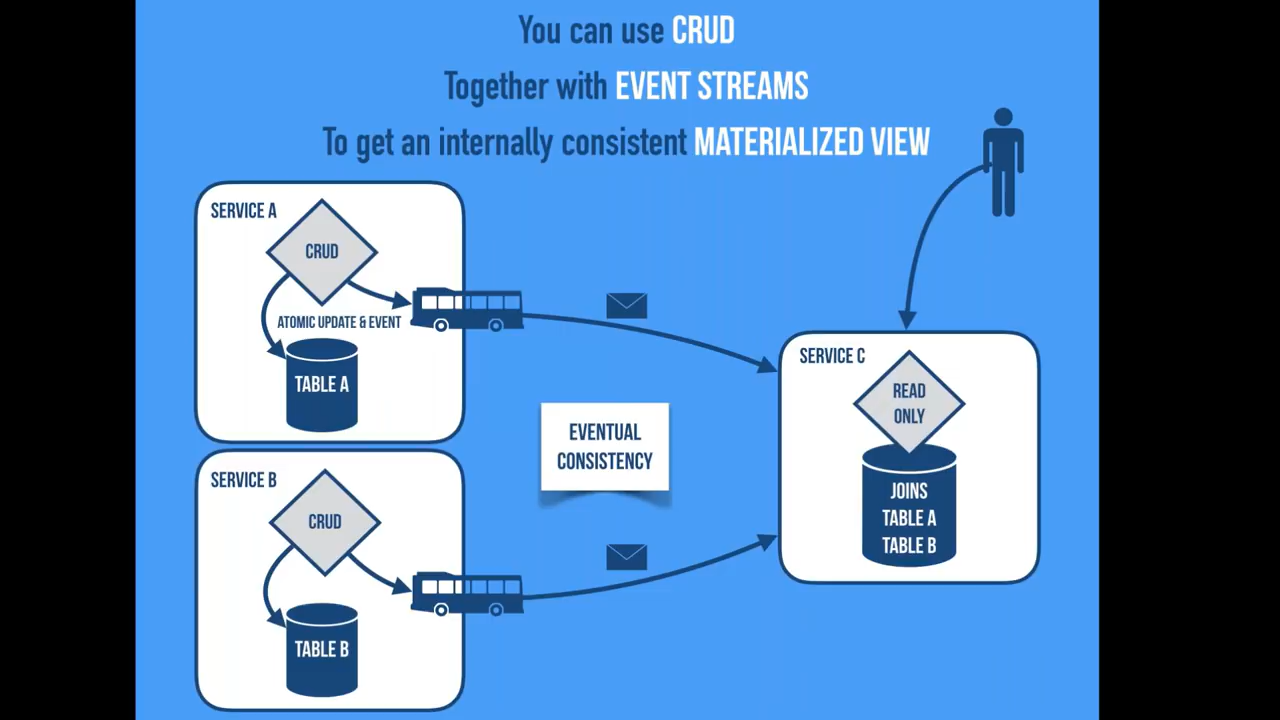 You can use CRUD
Together with EVENT STREAMS
To get an internally consistent MATERIALIZED VIEW
SERVICE A
CRUD
ATOMIC UPDATE & EVENT
TABLE A
SERVICE B
CRUD
TABLE B
EVENTUAL
CONSISTENCY
SERVICE C
READ
ONLY
JOINS
TABLE A
TABLE B